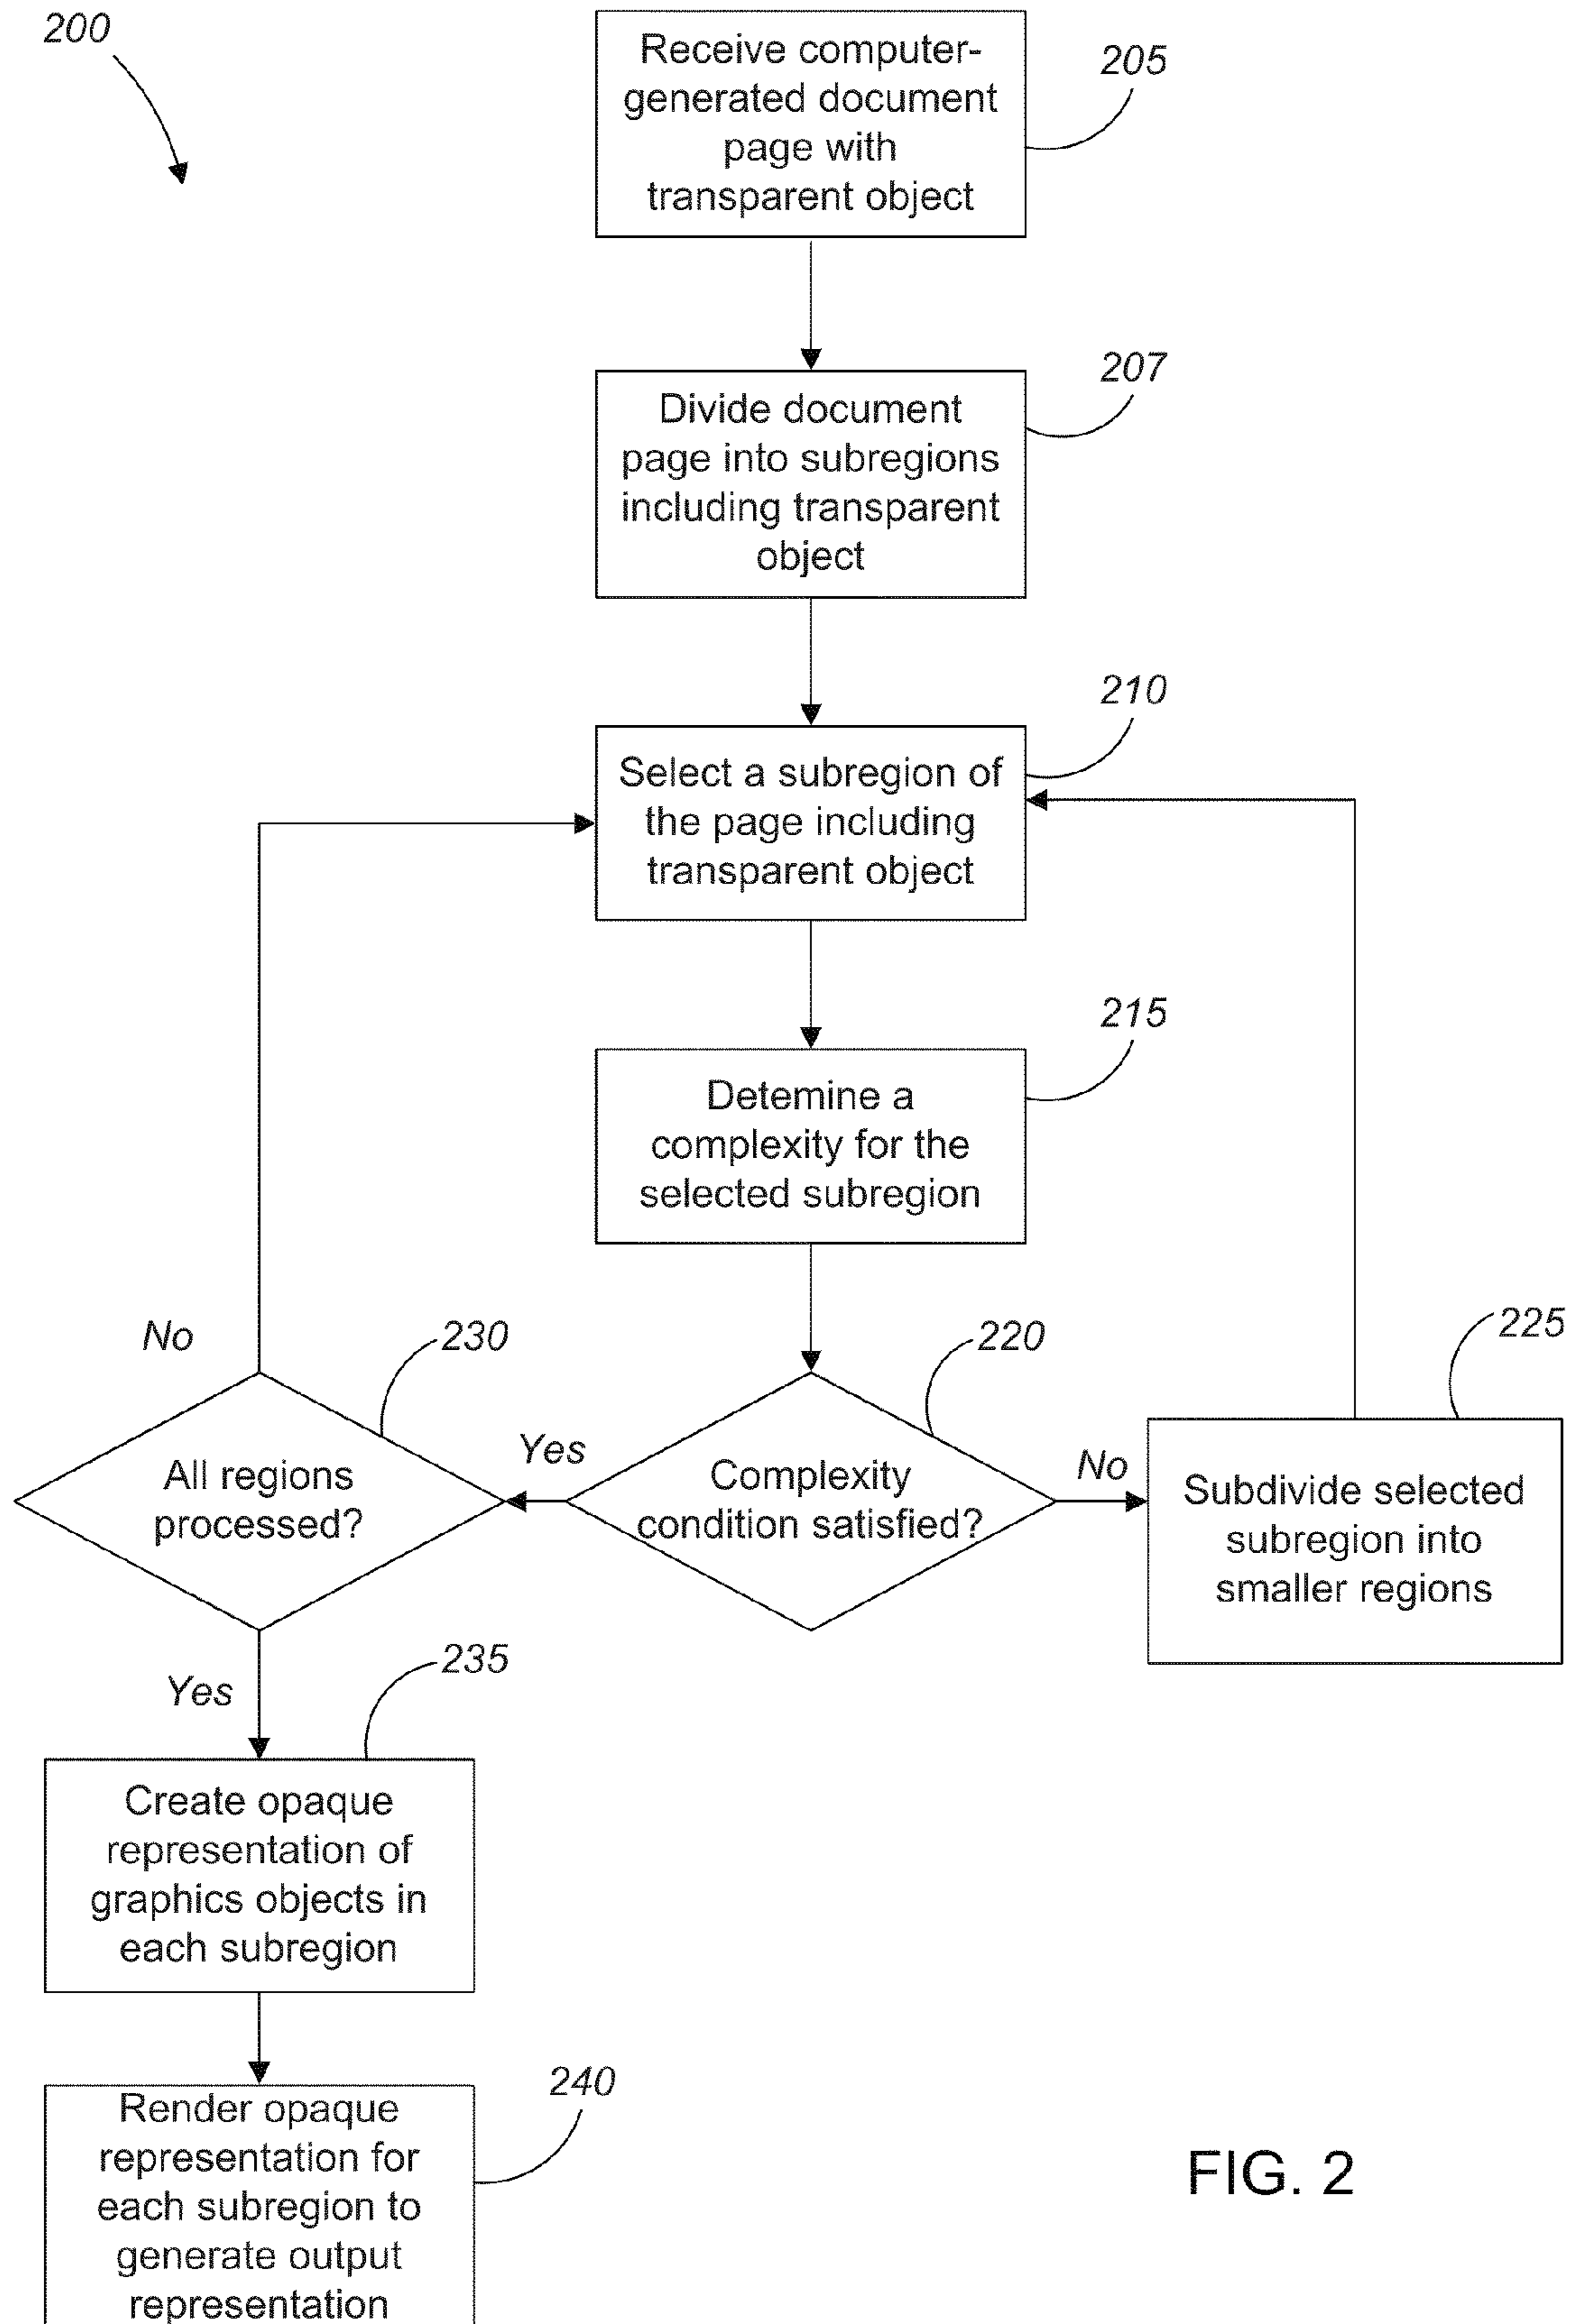 200
Receive computer-
generated document
page with
transparent object
205
Divide document
page into subregions
including transparent
object
207
Select a subregion of
the page including
transparent object
210
Detemine a
complexity for the
selected subregion
215
Complexity
condition satisfied?
220
Yes
No
Subdivide selected
subregion into
smaller regions
225
All regions
processed?
230
No
Yes
Create opaque
representation of
graphics objects in
each subregion
235
Render opaque
representation for
each subregion to
generate output
representation
240
FIG. 2